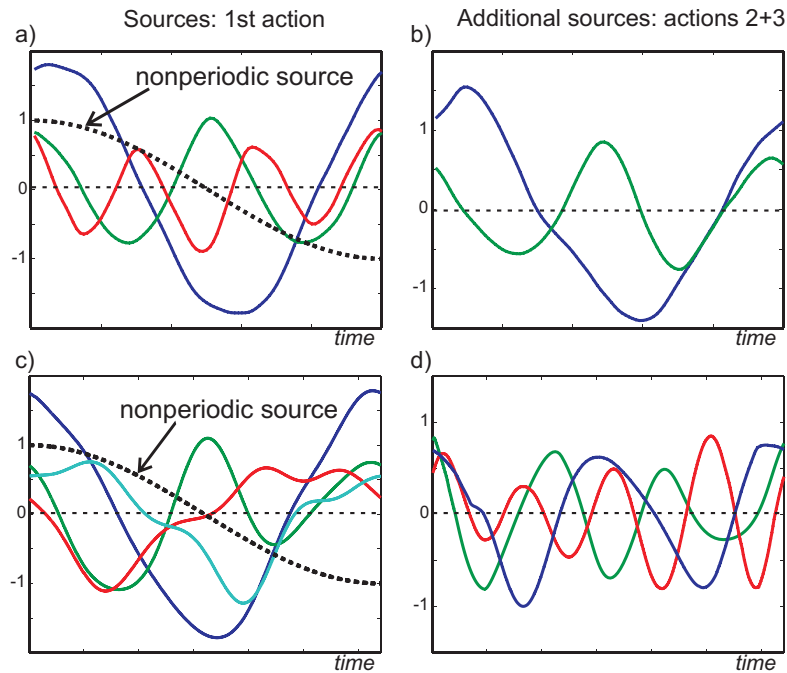 Sources: 1st action
Additional sources: actions 2+3
a)
b)
nonperiodic source
1
0
-1
time
1
0
-1
time
c)
d)
nonperiodic source
1
0
-1
time
1
0
-1
time